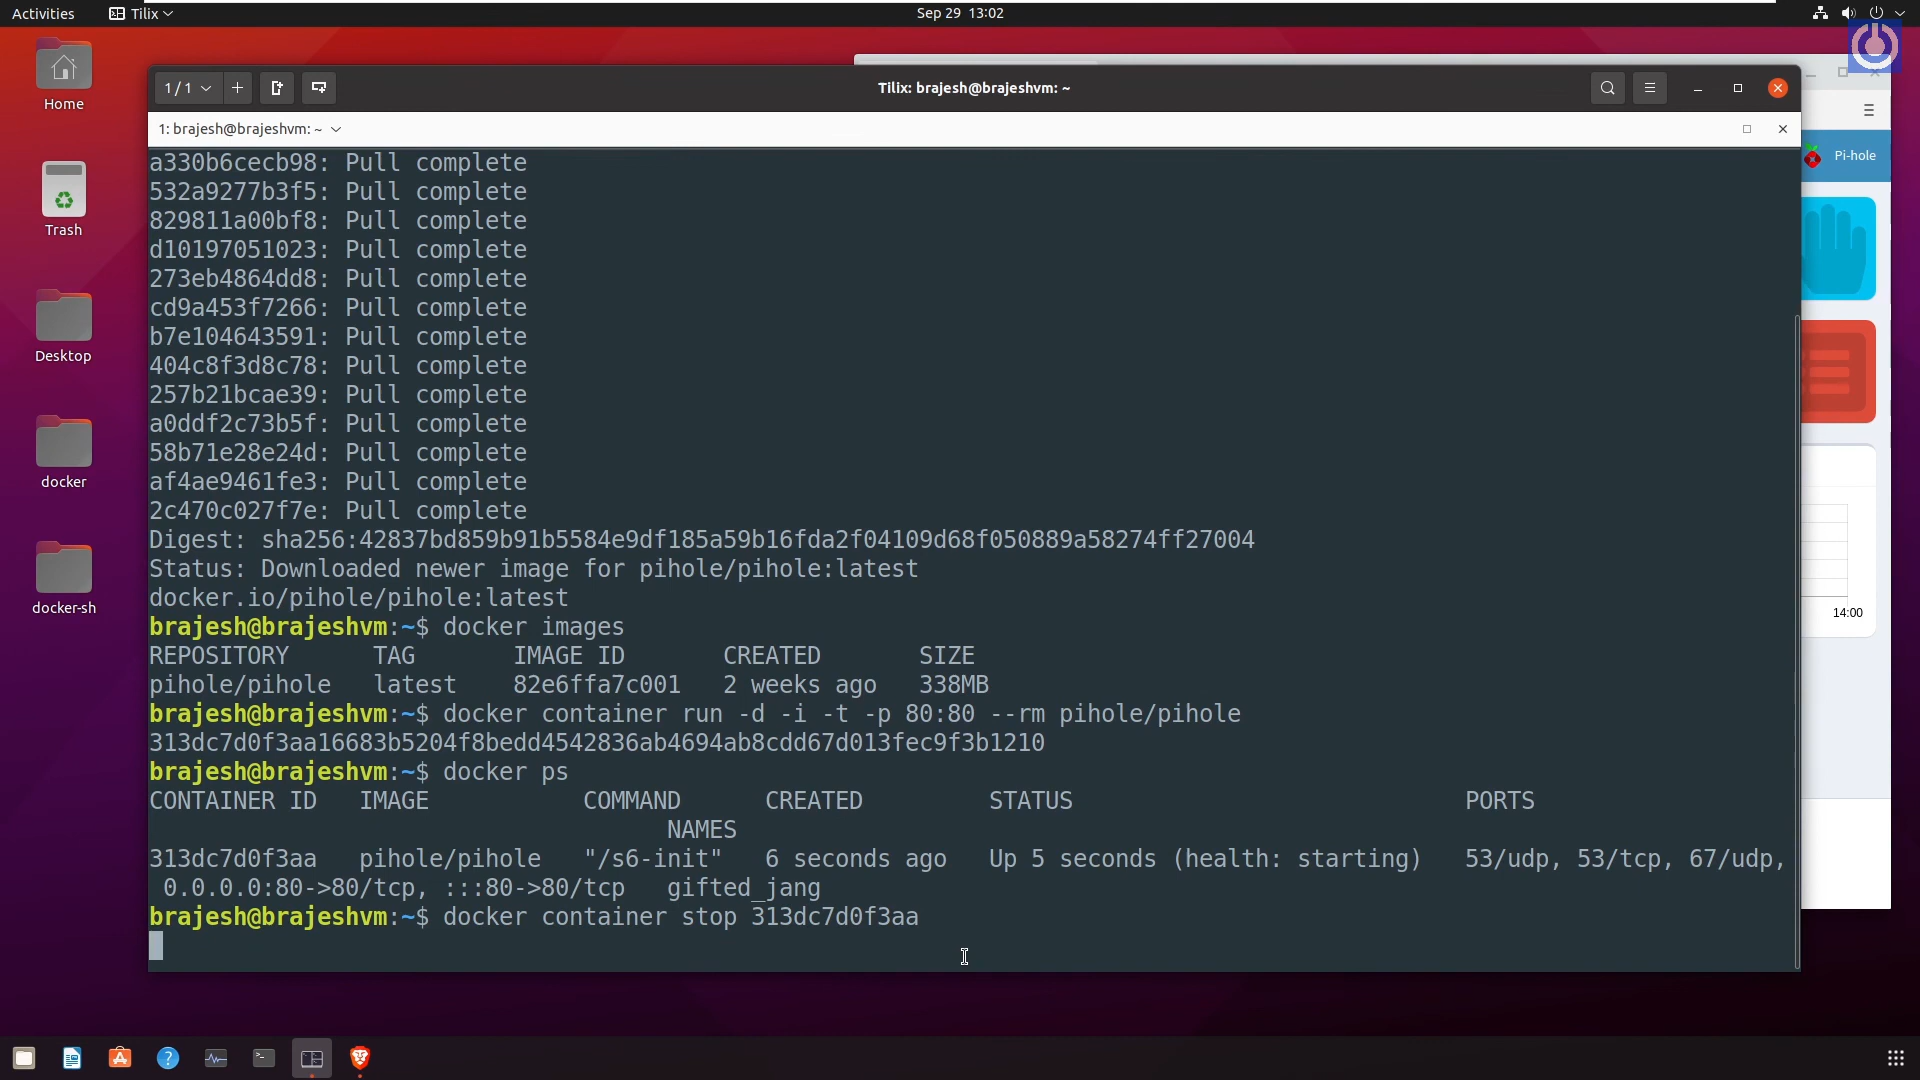 Activities Tilix Sep 29 13:02
Home
Trash
Desktop
docker
docker-sh
1 / 1 Tilix: brajesh@brajeshvm: ~
1: brajesh@brajeshvm: ~
a330b6cecb98: Pull complete
532a9277b3f5: Pull complete
829811a00bf8: Pull complete
d10197051023: Pull complete
273eb4864dd8: Pull complete
cd9a453f7266: Pull complete
b7e104643591: Pull complete
404c8f3d8c78: Pull complete
257b21bcae39: Pull complete
a0ddf2c73b5f: Pull complete
58b71e28e24d: Pull complete
af4ae9461fe3: Pull complete
2c470c027f7e: Pull complete
Digest: sha256:42837bd859b91b5584e9df185a59b16fda2f04109d68f050889a58274ff27004
Status: Downloaded newer image for pihole/pihole:latest
docker.io/pihole/pihole:latest
brajesh@brajeshvm:~$ docker images
REPOSITORY TAG IMAGE ID CREATED SIZE
pihole/pihole latest 82e6ffa7c001 2 weeks ago 338MB
brajesh@brajeshvm:~$ docker container run -d -i -t -p 80:80 --rm pihole/pihole
313dc7d0f3aa16683b5204f8bedd4542836ab4694ab8cdd67d013fec9f3b1210
brajesh@brajeshvm:~$ docker ps
CONTAINER ID IMAGE COMMAND CREATED STATUS PORTS
NAMES
313dc7d0f3aa pihole/pihole "/s6-init" 6 seconds ago Up 5 seconds (health: starting) 53/udp, 53/tcp, 67/udp,
0.0.0.0:80->80/tcp, :::80->80/tcp gifted_jang
brajesh@brajeshvm:~$ docker container stop 313dc7d0f3aa
Pi-hole
14:00